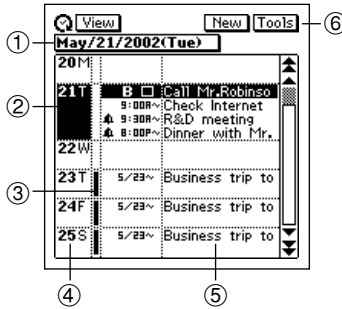 View New Tools ⑥
① May/21/2002(Tue)
20M
② 21T B □ Call Mr.Robinso
9:00A~ Check Internet
9:30A~ R&D meeting
8:00P~ Dinner with Mr.
22W
③ 23T 5/23~ Business trip to
24F 5/23~ Business trip to
25S 5/23~ Business trip to
④ ⑤